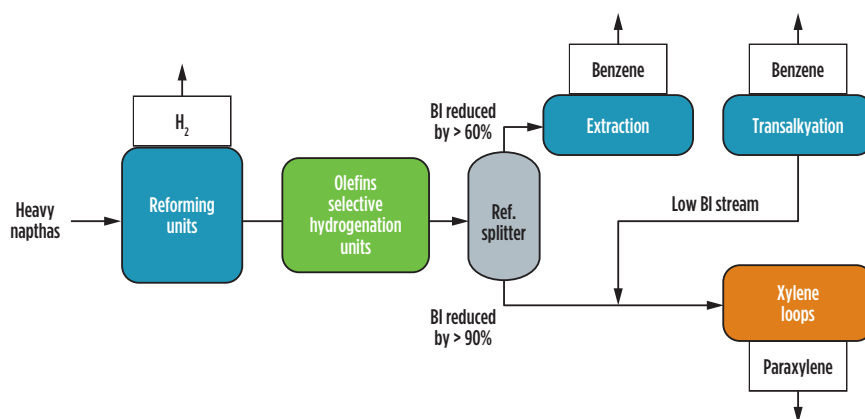 Benzene
Benzene
H2
BI reduced
by > 60%
Extraction
Transalkyation
Heavy
napthas
Reforming
units
Olefins
selective
hydrogenation
units
Ref.
splitter
Low BI stream
BI reduced
by > 90%
Xylene
loops
Paraxylene